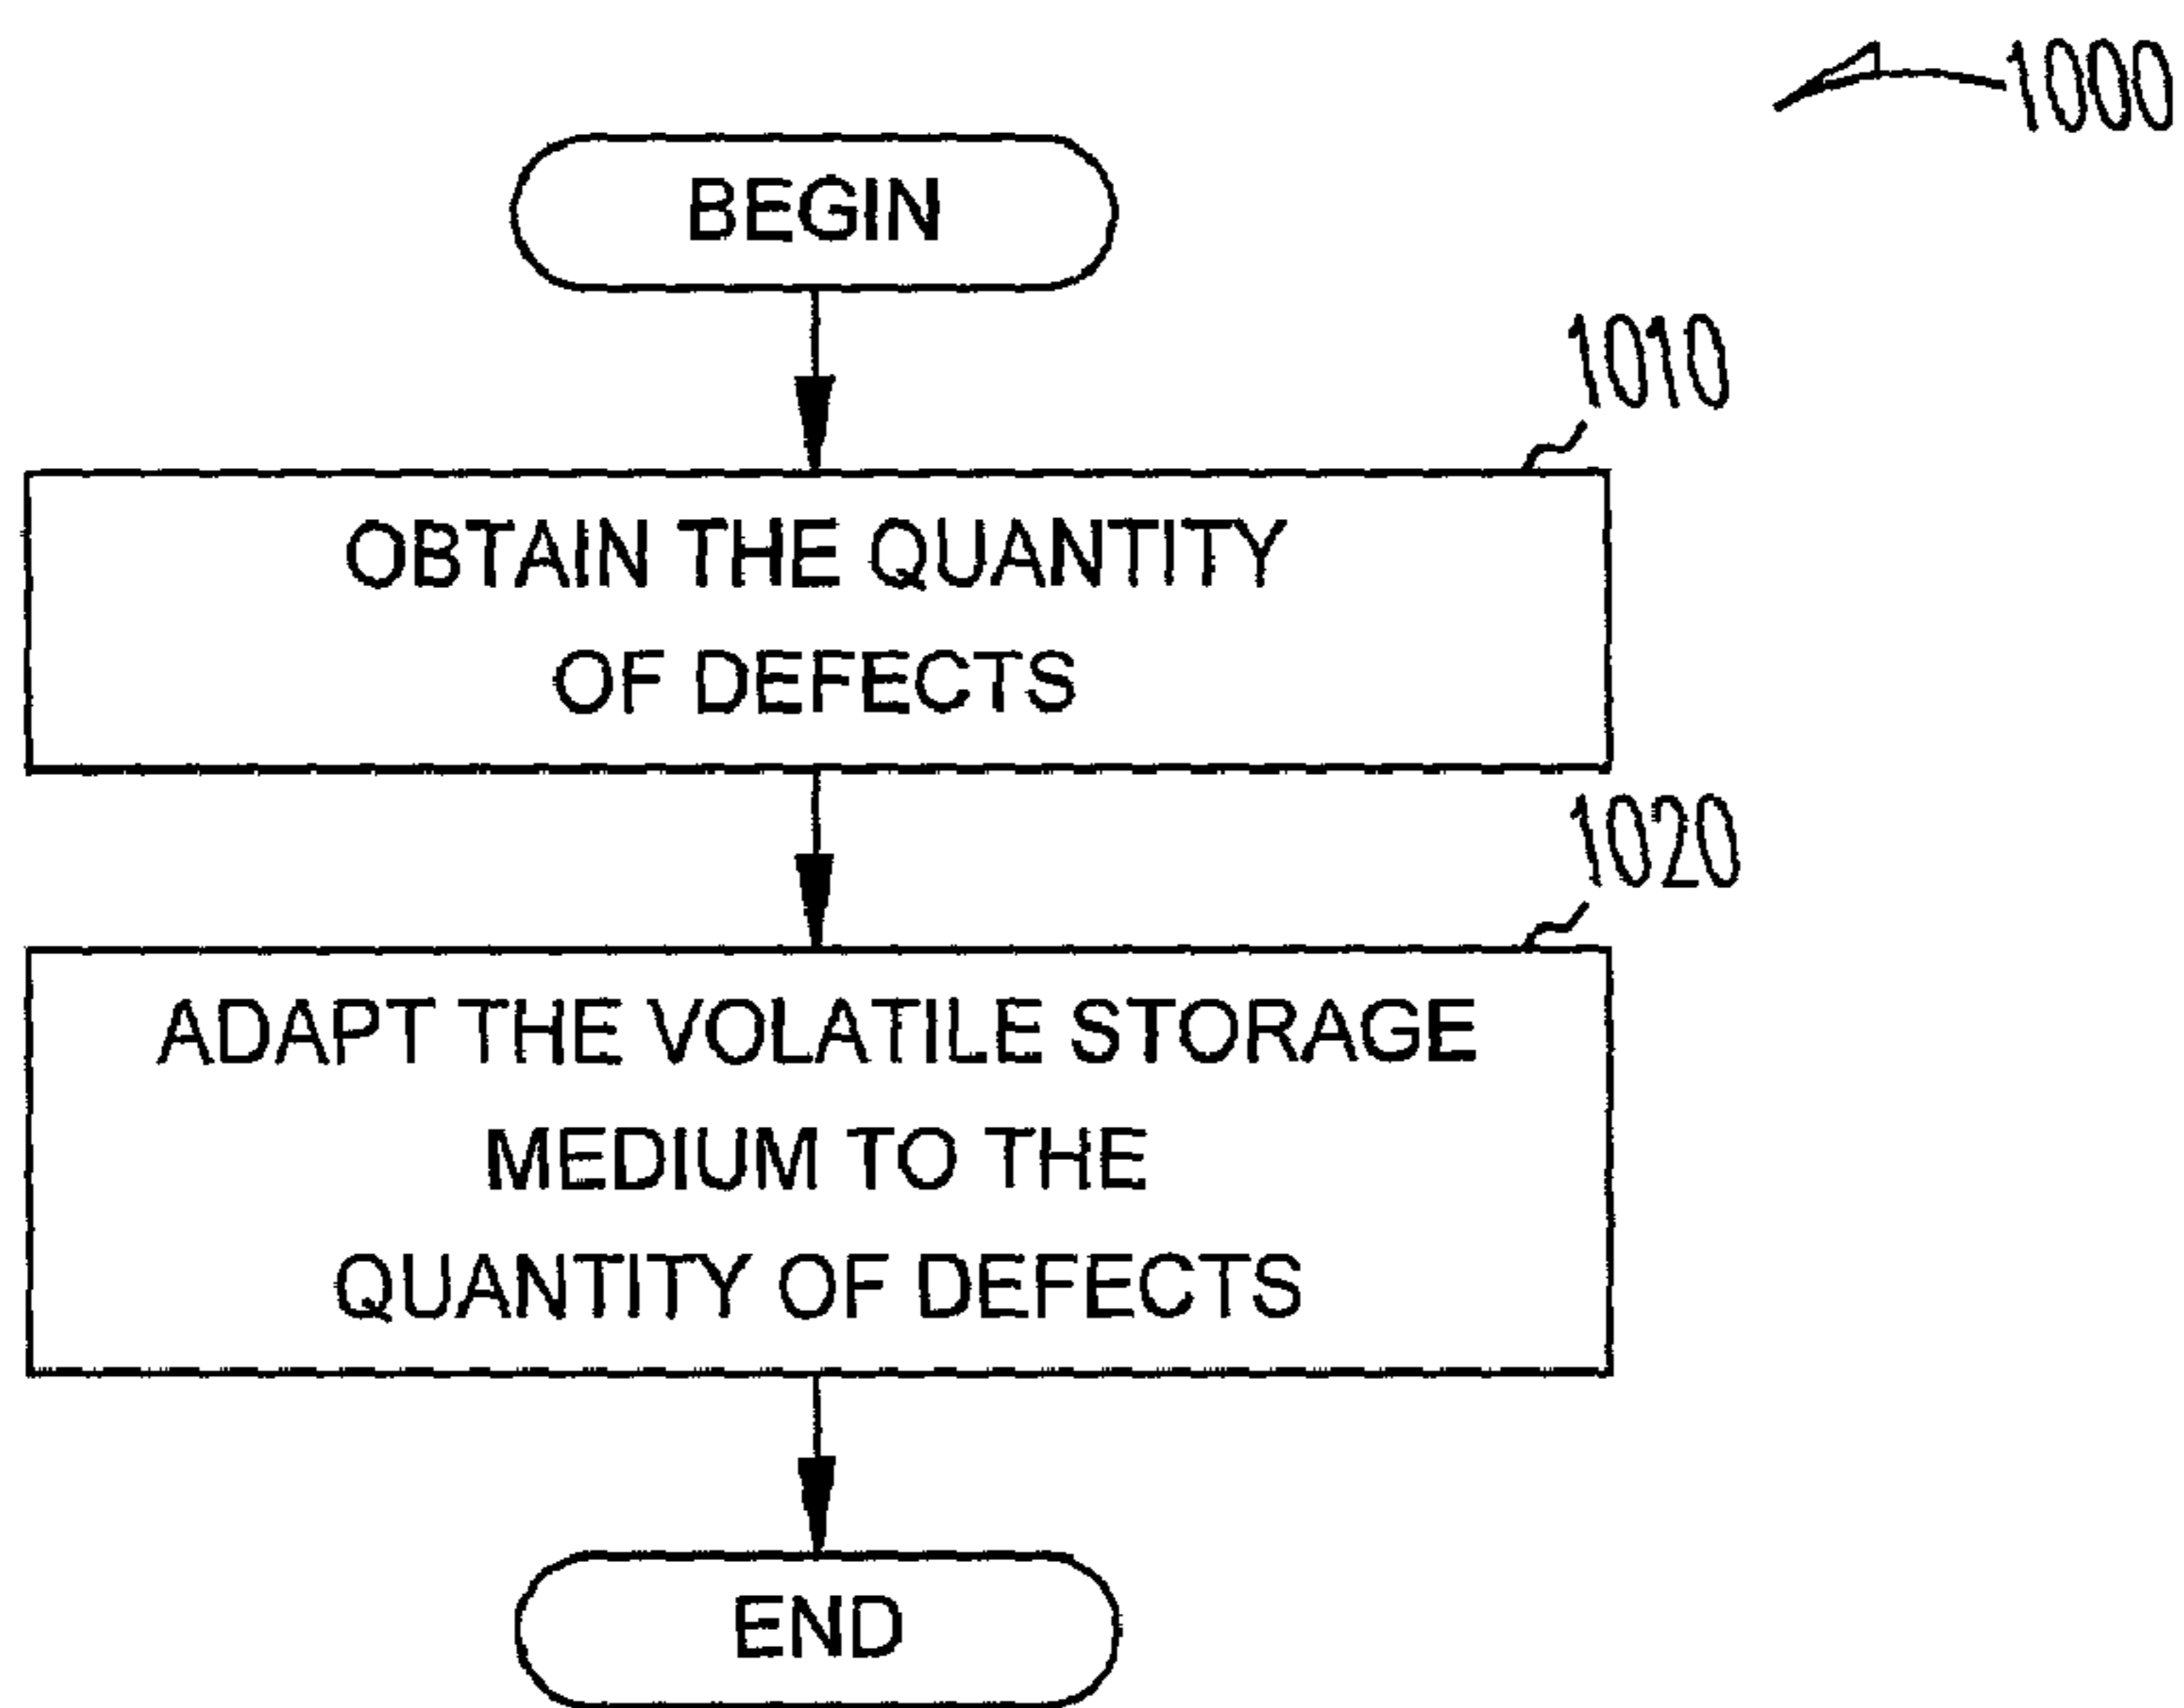 1000
BEGIN
1010
OBTAIN THE QUANTITY
OF DEFECTS
1020
ADAPT THE VOLATILE STORAGE
MEDIUM TO THE
QUANTITY OF DEFECTS
END